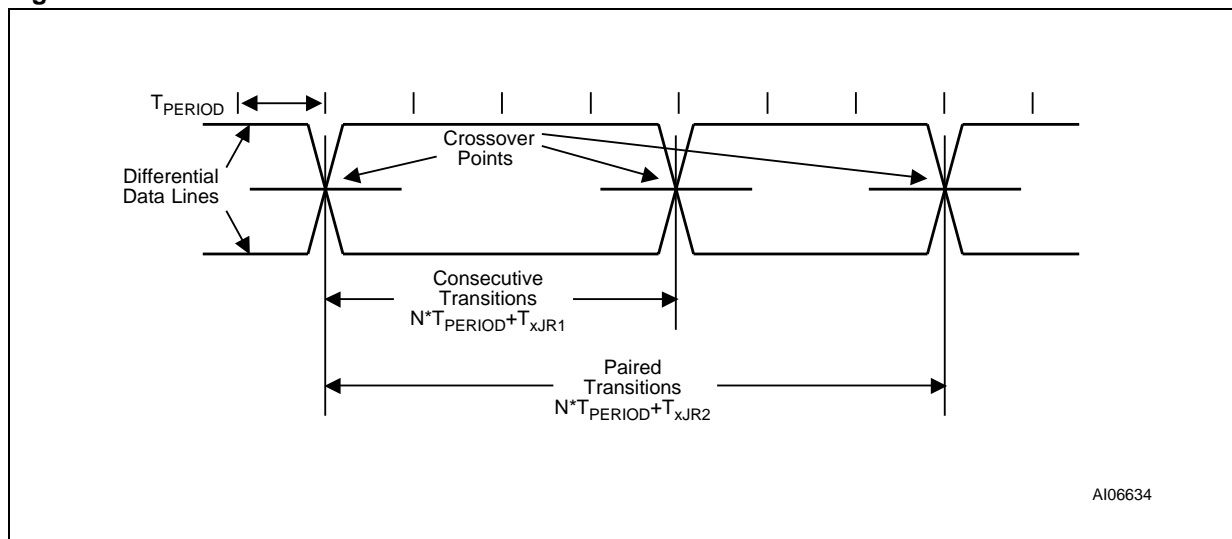 T_PERIOD
Crossover
Points
Differential
Data Lines
Consecutive
Transitions
N*T_PERIOD+T_xJR1
Paired
Transitions
N*T_PERIOD+T_xJR2
AI06634